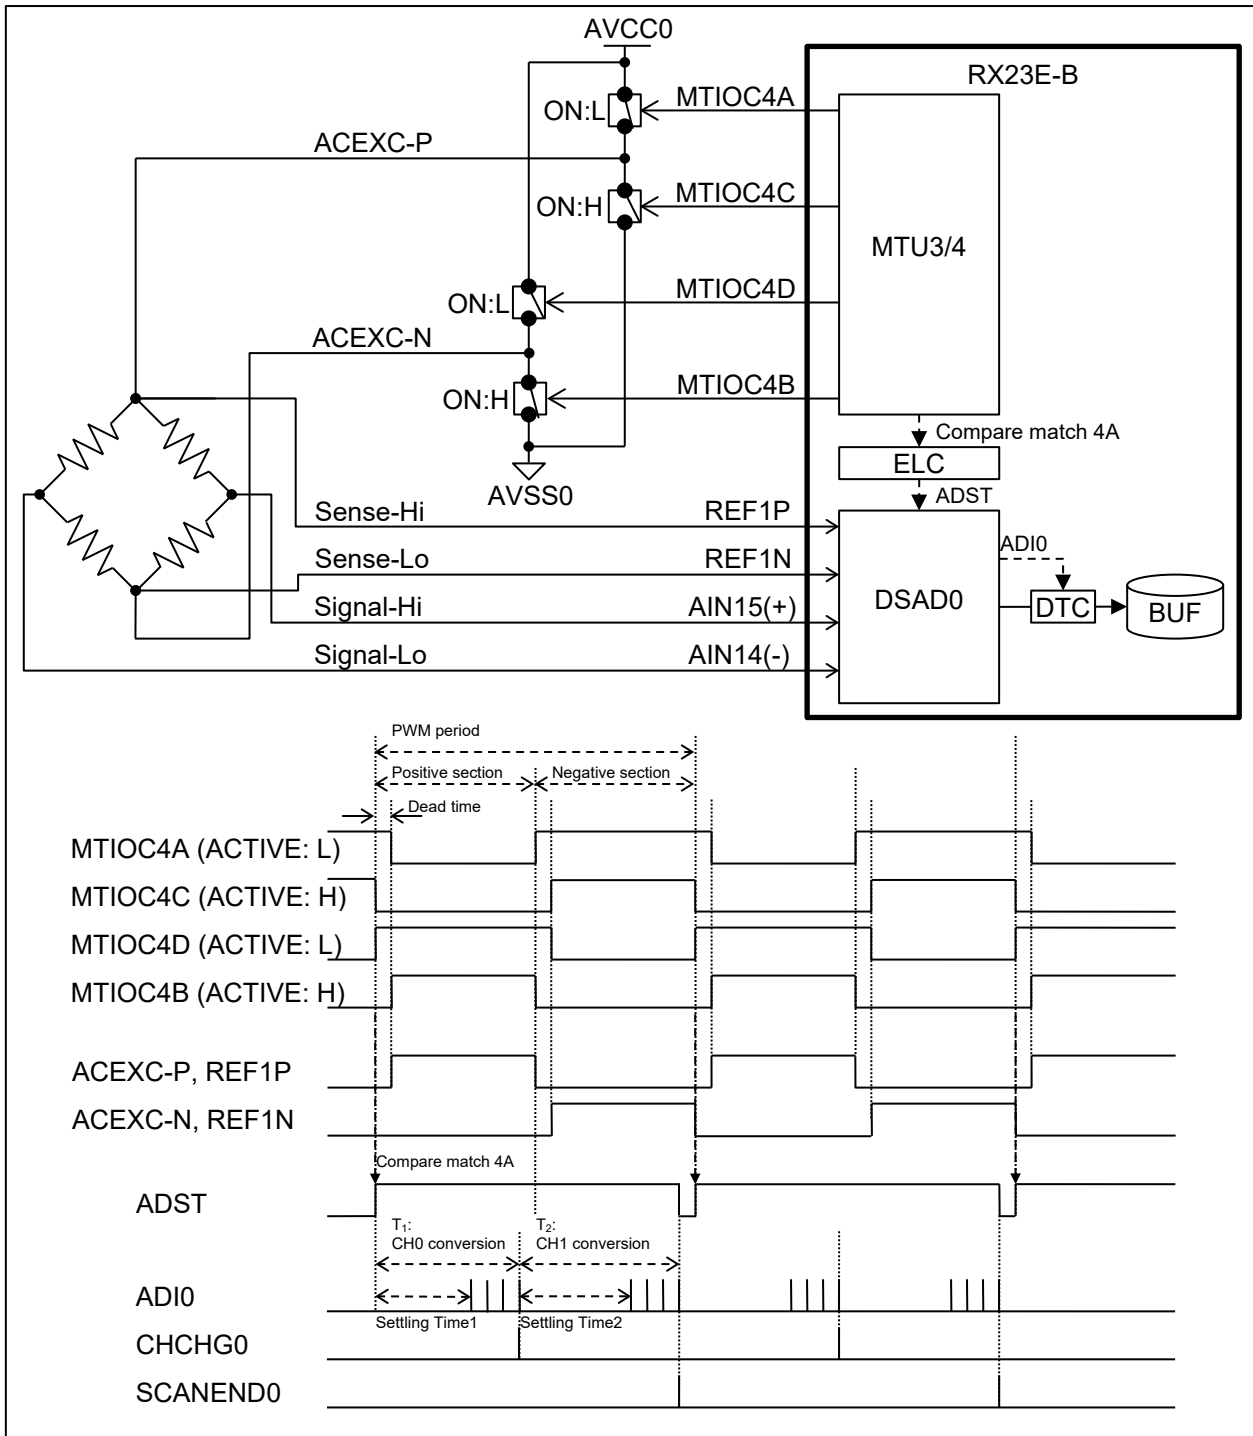 AVCC0
RX23E-B
ON:L
MTIOC4A
ACEXC-P
ON:H
MTIOC4C
MTU3/4
ON:L
MTIOC4D
ACEXC-N
ON:H
MTIOC4B
Compare match 4A
ELC
AVSS0
ADST
Sense-Hi
REF1P
ADI0
Sense-Lo
REF1N
DSAD0
DTC
BUF
Signal-Hi
AIN15(+)
Signal-Lo
AIN14(-)
PWM period
Positive section
Negative section
Dead time
MTIOC4A (ACTIVE: L)
MTIOC4C (ACTIVE: H)
MTIOC4D (ACTIVE: L)
MTIOC4B (ACTIVE: H)
ACEXC-P, REF1P
ACEXC-N, REF1N
Compare match 4A
ADST
T₁:
CH0 conversion
T₂:
CH1 conversion
ADI0
Settling Time1
Settling Time2
CHCHG0
SCANEND0